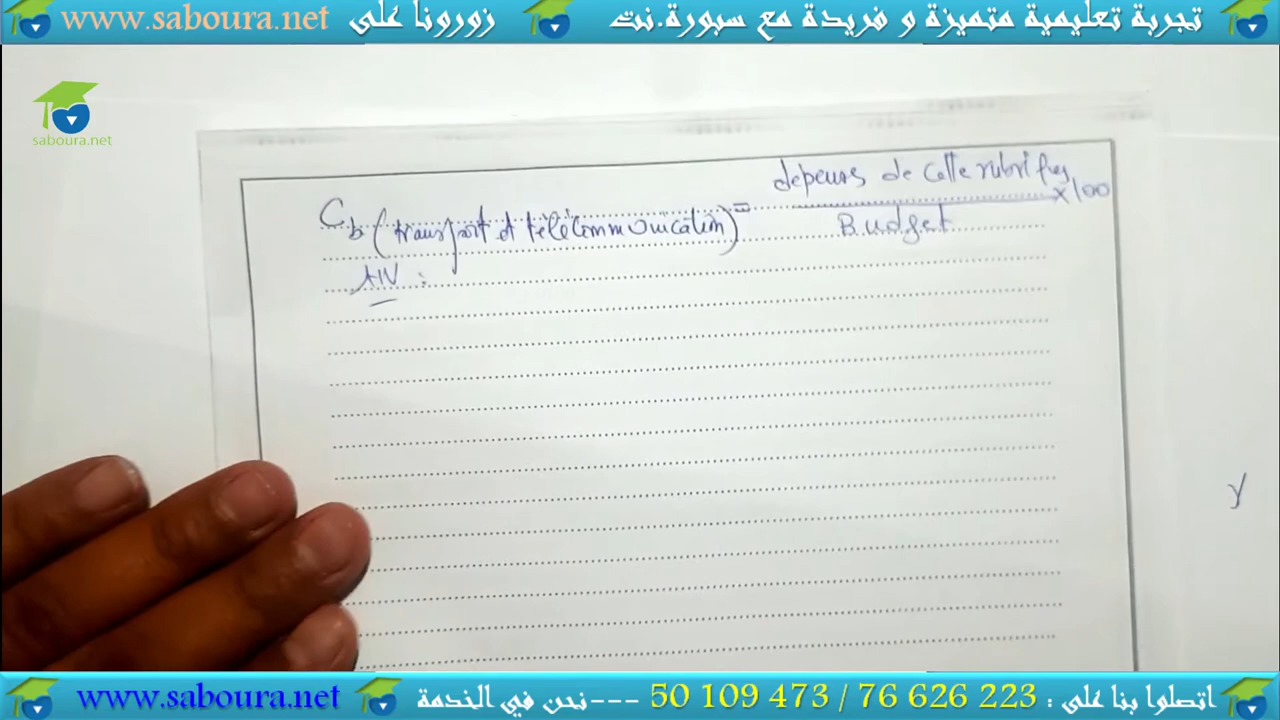 www.saboura.net زورونا على تجربة تعليمية متميزة و فريدة مع سبورة.نت
saboura.net
depenses de cette rubrique
x100
Cb (transport et télécommunication) =
Budget
AN :
y
www.saboura.net اتصلوا بنا على : 223 626 76 / 473 109 50 ---نحن في الخدمة